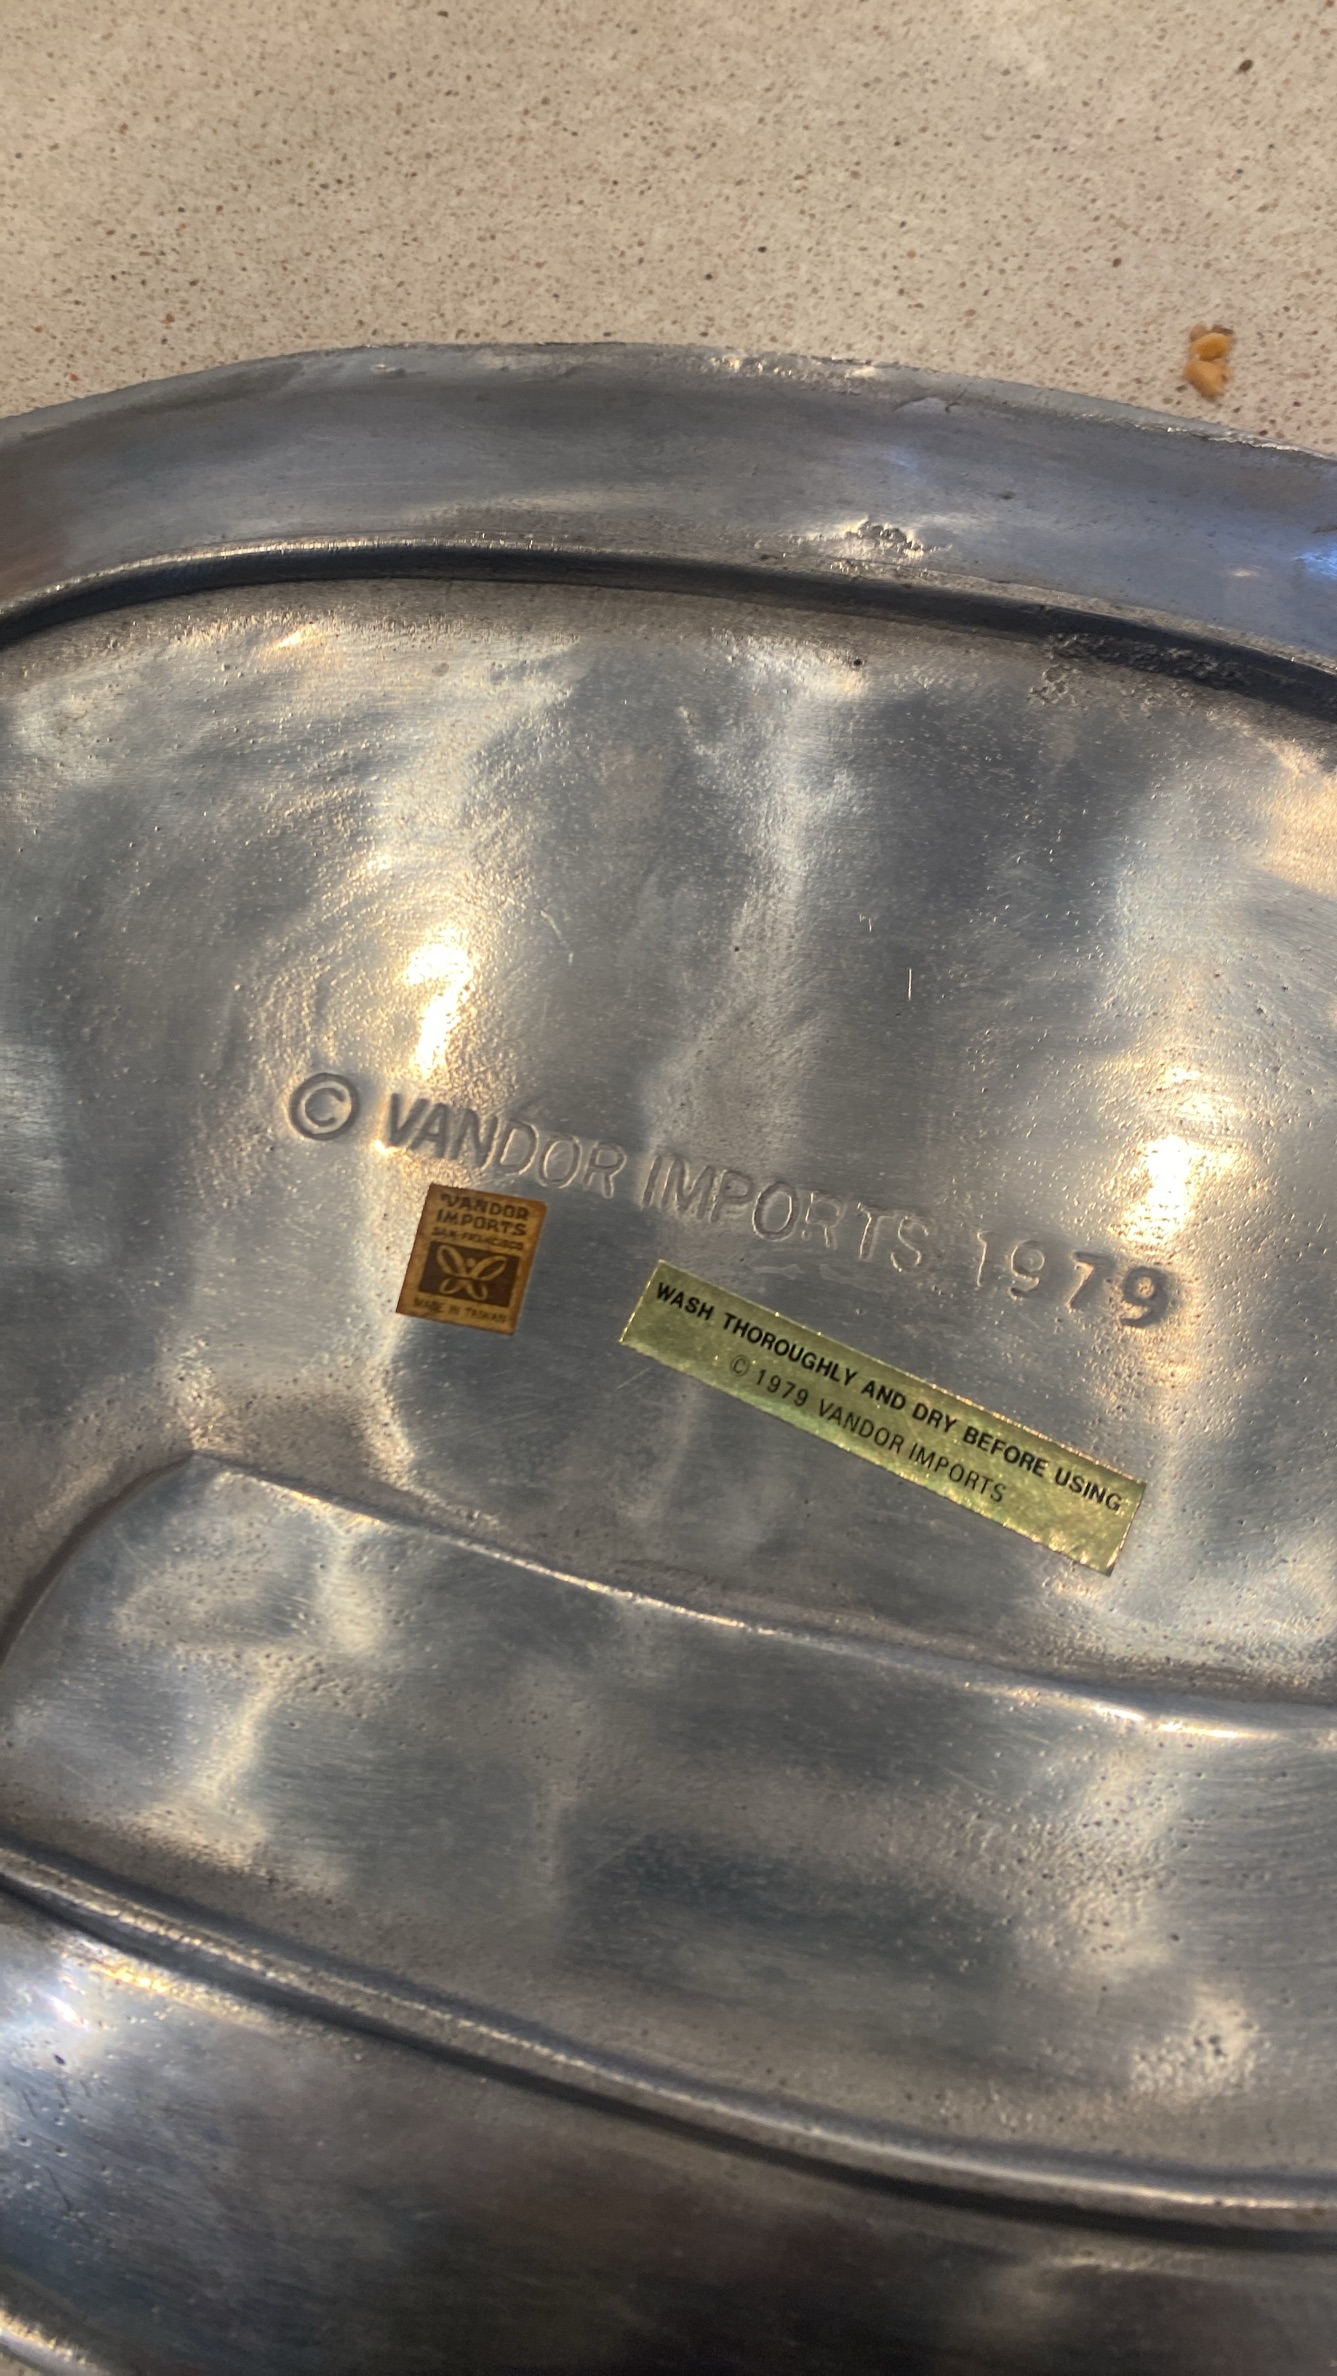 © VANDOR IMPORTS 1979
VANDOR
IMPORTS
SAN FRANCISCO
MADE IN TAIWAN
WASH THOROUGHLY AND DRY BEFORE USING
© 1979 VANDOR IMPORTS